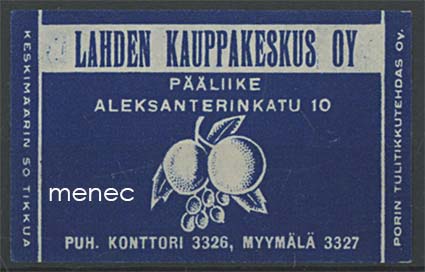 LAHDEN KAUPPAKESKUS OY
PÄÄLIIKE
ALEKSANTERINKATU 10
menec
PUH. KONTTORI 3326, MYYMÄLÄ 3327
KESKIMÄÄRIN 50 TIKKUA
PORIN TULITIKKUTEHDAS OY.